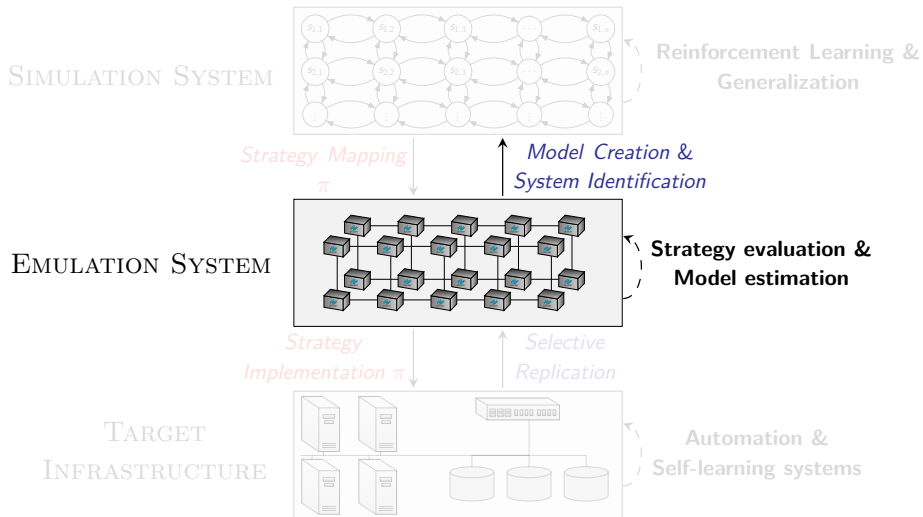 s1,1 s1,2 s1,3 ... s1,n
s2,1 s2,2 s2,3 ... s2,n
SIMULATION SYSTEM
Reinforcement Learning &
Generalization
Strategy Mapping
π
Model Creation &
System Identification
EMULATION SYSTEM
Strategy evaluation &
Model estimation
Strategy
Implementation π
Selective
Replication
TARGET
INFRASTRUCTURE
Automation &
Self-learning systems